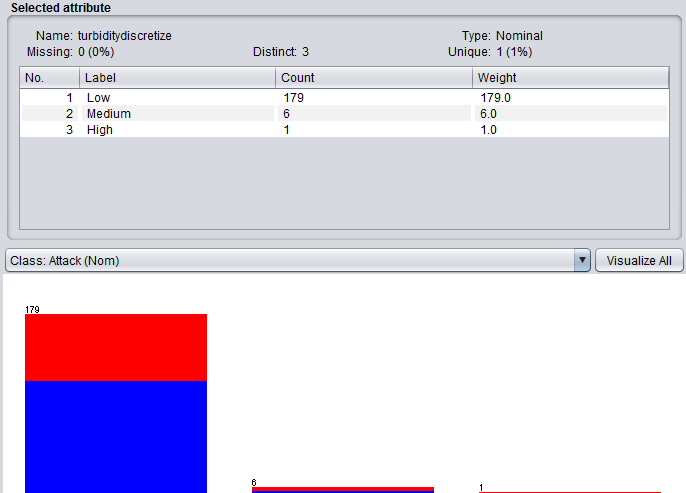 Selected attribute
Name: turbiditydiscretize Type: Nominal
Missing: 0 (0%) Distinct: 3 Unique: 1 (1%)
No. Label Count Weight
1 Low 179 179.0
2 Medium 6 6.0
3 High 1 1.0
Class: Attack (Nom) Visualize All
179
6
1